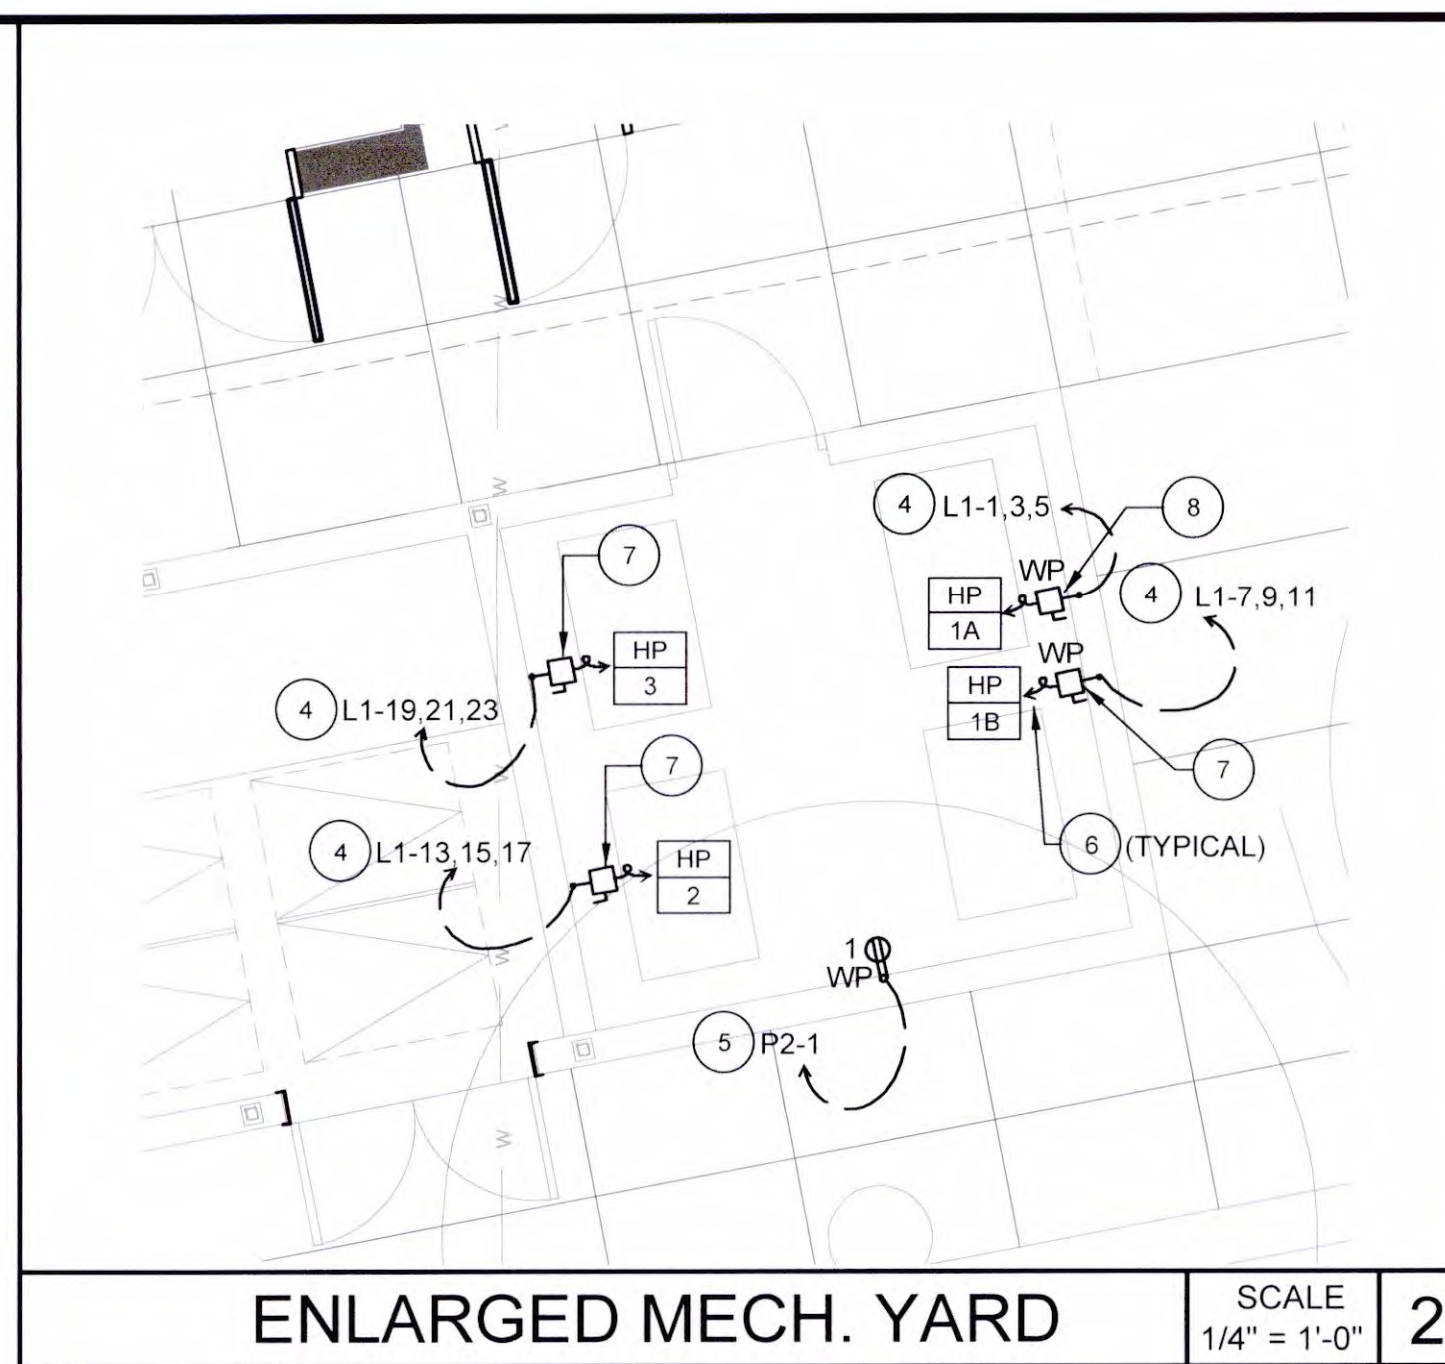 W
W
4 L1-1,3,5
8
7
WP
HP
1A
4 L1-7,9,11
HP
3
WP
HP
1B
4 L1-19,21,23
7
7
W
6 (TYPICAL)
4 L1-13,15,17
HP
2
W
1
WP
5 P2-1
W
ENLARGED MECH. YARD
SCALE
1/4" = 1'-0"
2